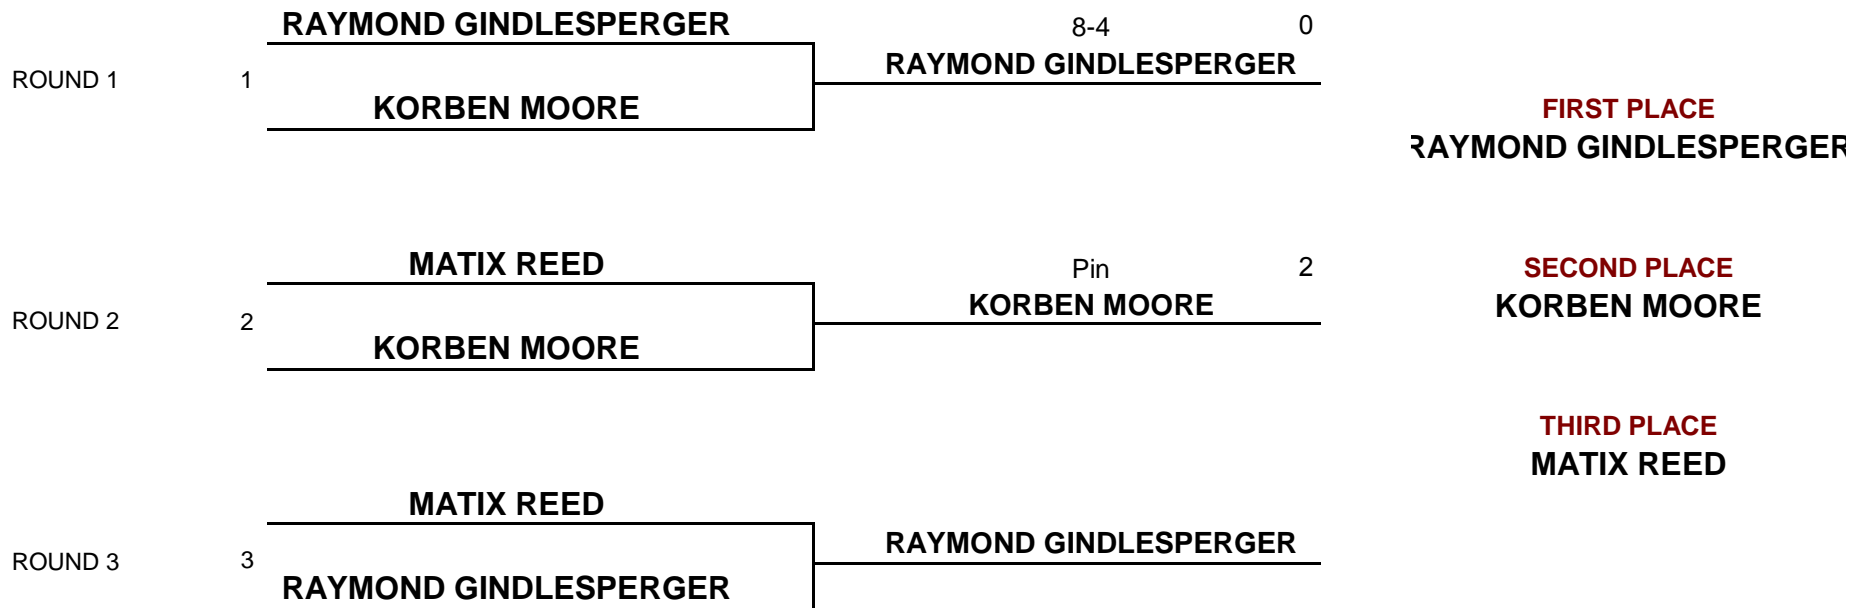 RAYMOND GINDLESPERGER
8-4 0
RAYMOND GINDLESPERGER
ROUND 1 1
KORBEN MOORE
FIRST PLACE
RAYMOND GINDLESPERGER
MATIX REED
Pin 2
SECOND PLACE
KORBEN MOORE
KORBEN MOORE
ROUND 2 2
KORBEN MOORE
THIRD PLACE
MATIX REED
MATIX REED
RAYMOND GINDLESPERGER
ROUND 3 3
RAYMOND GINDLESPERGER